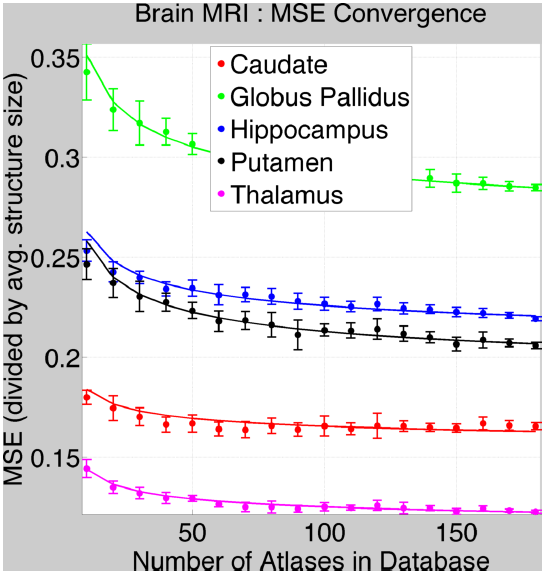 Brain MRI : MSE Convergence
0.35
0.3
0.25
0.2
0.15
MSE (divided by avg. structure size)
Caudate
Globus Pallidus
Hippocampus
Putamen
Thalamus
50
100
150
Number of Atlases in Database